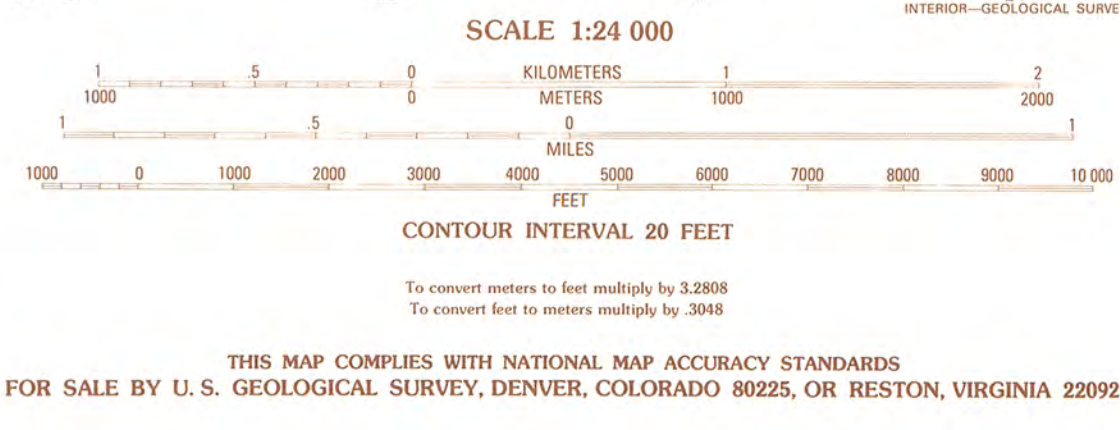 INTERIOR—GEOLOGICAL SURVE
SCALE 1:24 000
1 .5 0 KILOMETERS 1 2
1000 0 METERS 1000 2000
1 .5 0 1
MILES
1000 0 1000 2000 3000 4000 5000 6000 7000 8000 9000 10 000
FEET
CONTOUR INTERVAL 20 FEET
To convert meters to feet multiply by 3.2808
To convert feet to meters multiply by .3048
THIS MAP COMPLIES WITH NATIONAL MAP ACCURACY STANDARDS
FOR SALE BY U. S. GEOLOGICAL SURVEY, DENVER, COLORADO 80225, OR RESTON, VIRGINIA 22092